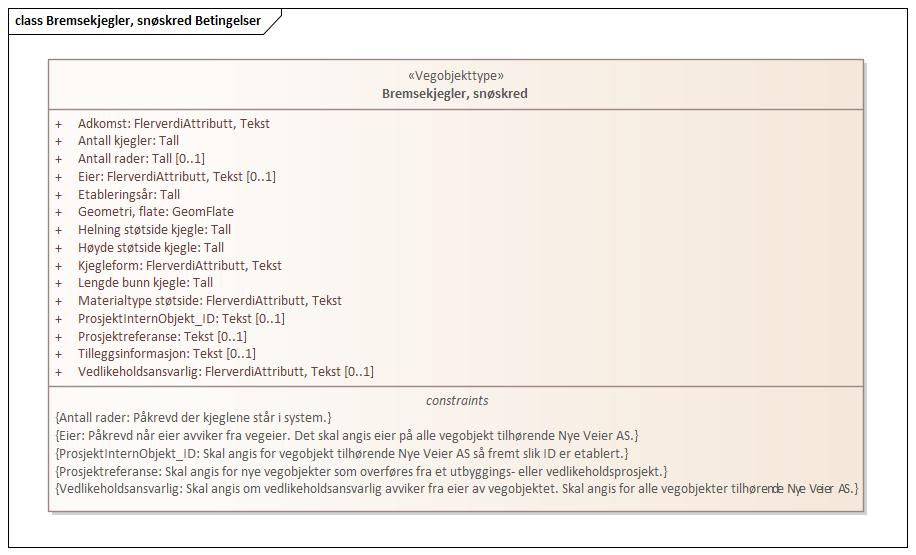 class Bremsekjegler, snøskred Betingelser
«Vegobjekttype»
Bremsekjegler, snøskred
+ Adkomst: FlerverdiAttributt, Tekst
+ Antall kjegler: Tall
+ Antall rader: Tall [0..1]
+ Eier: FlerverdiAttributt, Tekst [0..1]
+ Etableringsår: Tall
+ Geometri, flate: GeomFlate
+ Helning støtside kjegle: Tall
+ Høyde støtside kjegle: Tall
+ Kjegleform: FlerverdiAttributt, Tekst
+ Lengde bunn kjegle: Tall
+ Materialtype støtside: FlerverdiAttributt, Tekst
+ ProsjektInternObjekt_ID: Tekst [0..1]
+ Prosjektreferanse: Tekst [0..1]
+ Tilleggsinformasjon: Tekst [0..1]
+ Vedlikeholdsansvarlig: FlerverdiAttributt, Tekst [0..1]
constraints
{Antall rader: Påkrevd der kjeglene står i system.}
{Eier: Påkrevd når eier avviker fra vegeier. Det skal angis eier på alle vegobjekt tilhørende Nye Veier AS.}
{ProsjektInternObjekt_ID: Skal angis for vegobjekt tilhørende Nye Veier AS så fremt slik ID er etablert.}
{Prosjektreferanse: Skal angis for nye vegobjekter som overføres fra et utbyggings- eller vedlikeholdsprosjekt.}
{Vedlikeholdsansvarlig: Skal angis om vedlikeholdsansvarlig avviker fra eier av vegobjektet. Skal angis for alle vegobjekter tilhørende Nye Veier AS.}